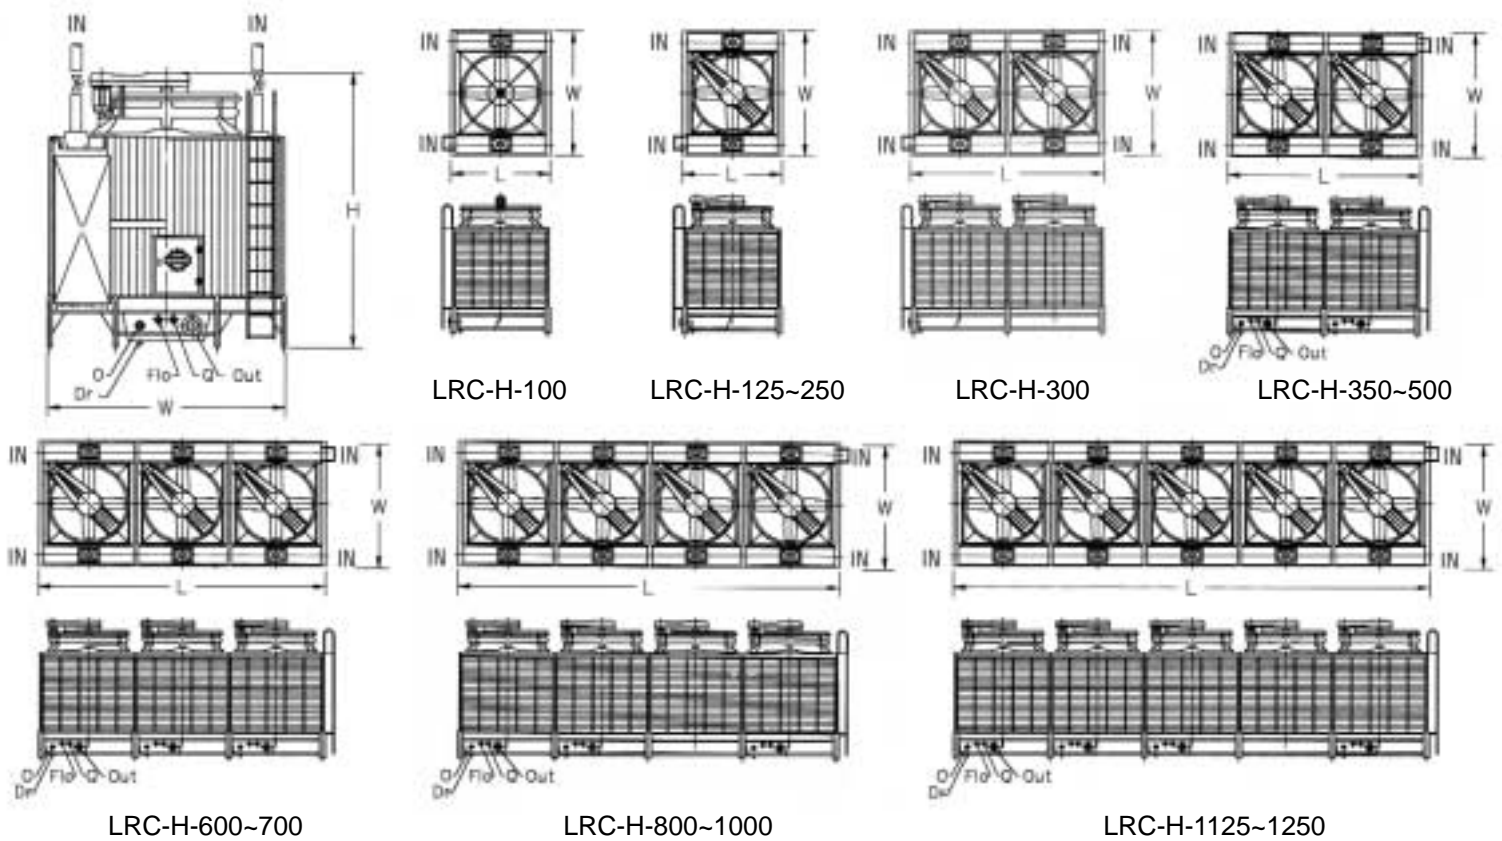 IN IN
H
O Flo Q Out
Dr
W
IN
W
IN
L
LRC-H-100
IN
W
IN
L
LRC-H-125~250
IN IN
W
IN IN
L
LRC-H-300
IN IN
W
IN IN
L
O Flo Q Out
Dr
LRC-H-350~500
IN IN
W
IN IN
L
O Flo Q Out
Dr
LRC-H-600~700
IN IN
W
IN IN
L
O Flo Q Out
Dr
LRC-H-800~1000
IN IN
W
IN IN
L
O Flo Q Out
Dr
LRC-H-1125~1250